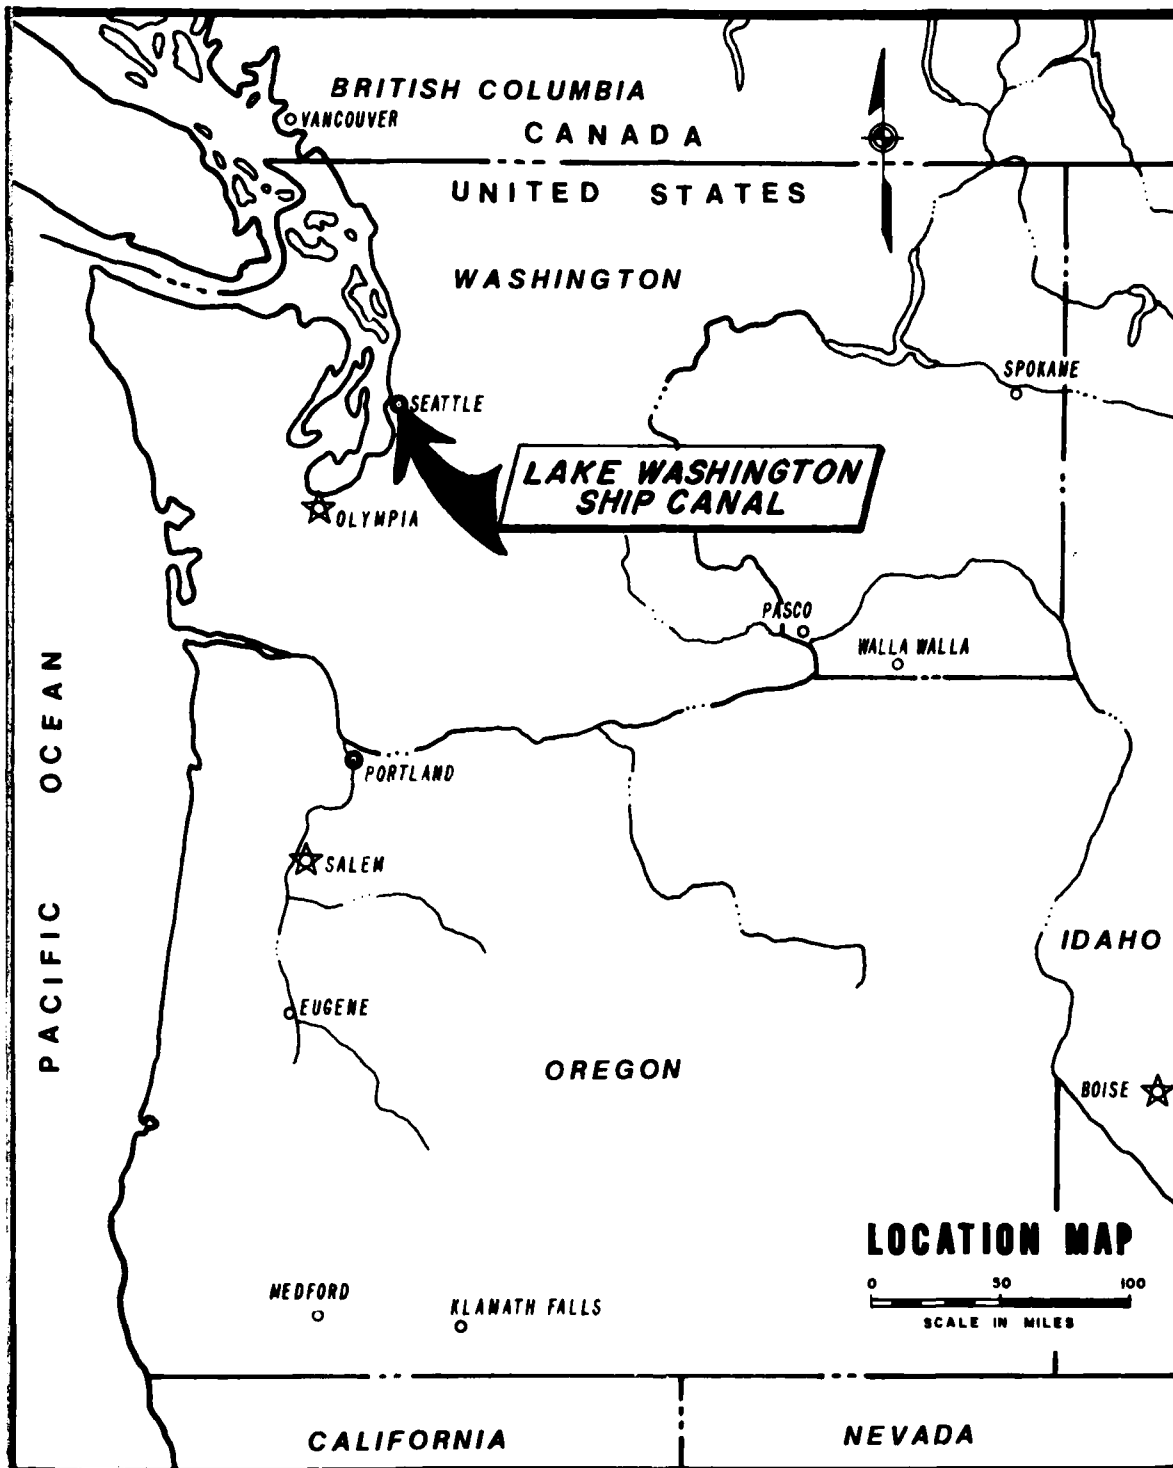 BRITISH COLUMBIA
VANCOUVER
CANADA
UNITED STATES
WASHINGTON
SPOKANE
SEATTLE
LAKE WASHINGTON
SHIP CANAL
OLYMPIA
PASCO
WALLA WALLA
PACIFIC OCEAN
PORTLAND
SALEM
IDAHO
EUGENE
OREGON
BOISE
LOCATION MAP
0 50 100
SCALE IN MILES
MEDFORD
KLAMATH FALLS
CALIFORNIA
NEVADA